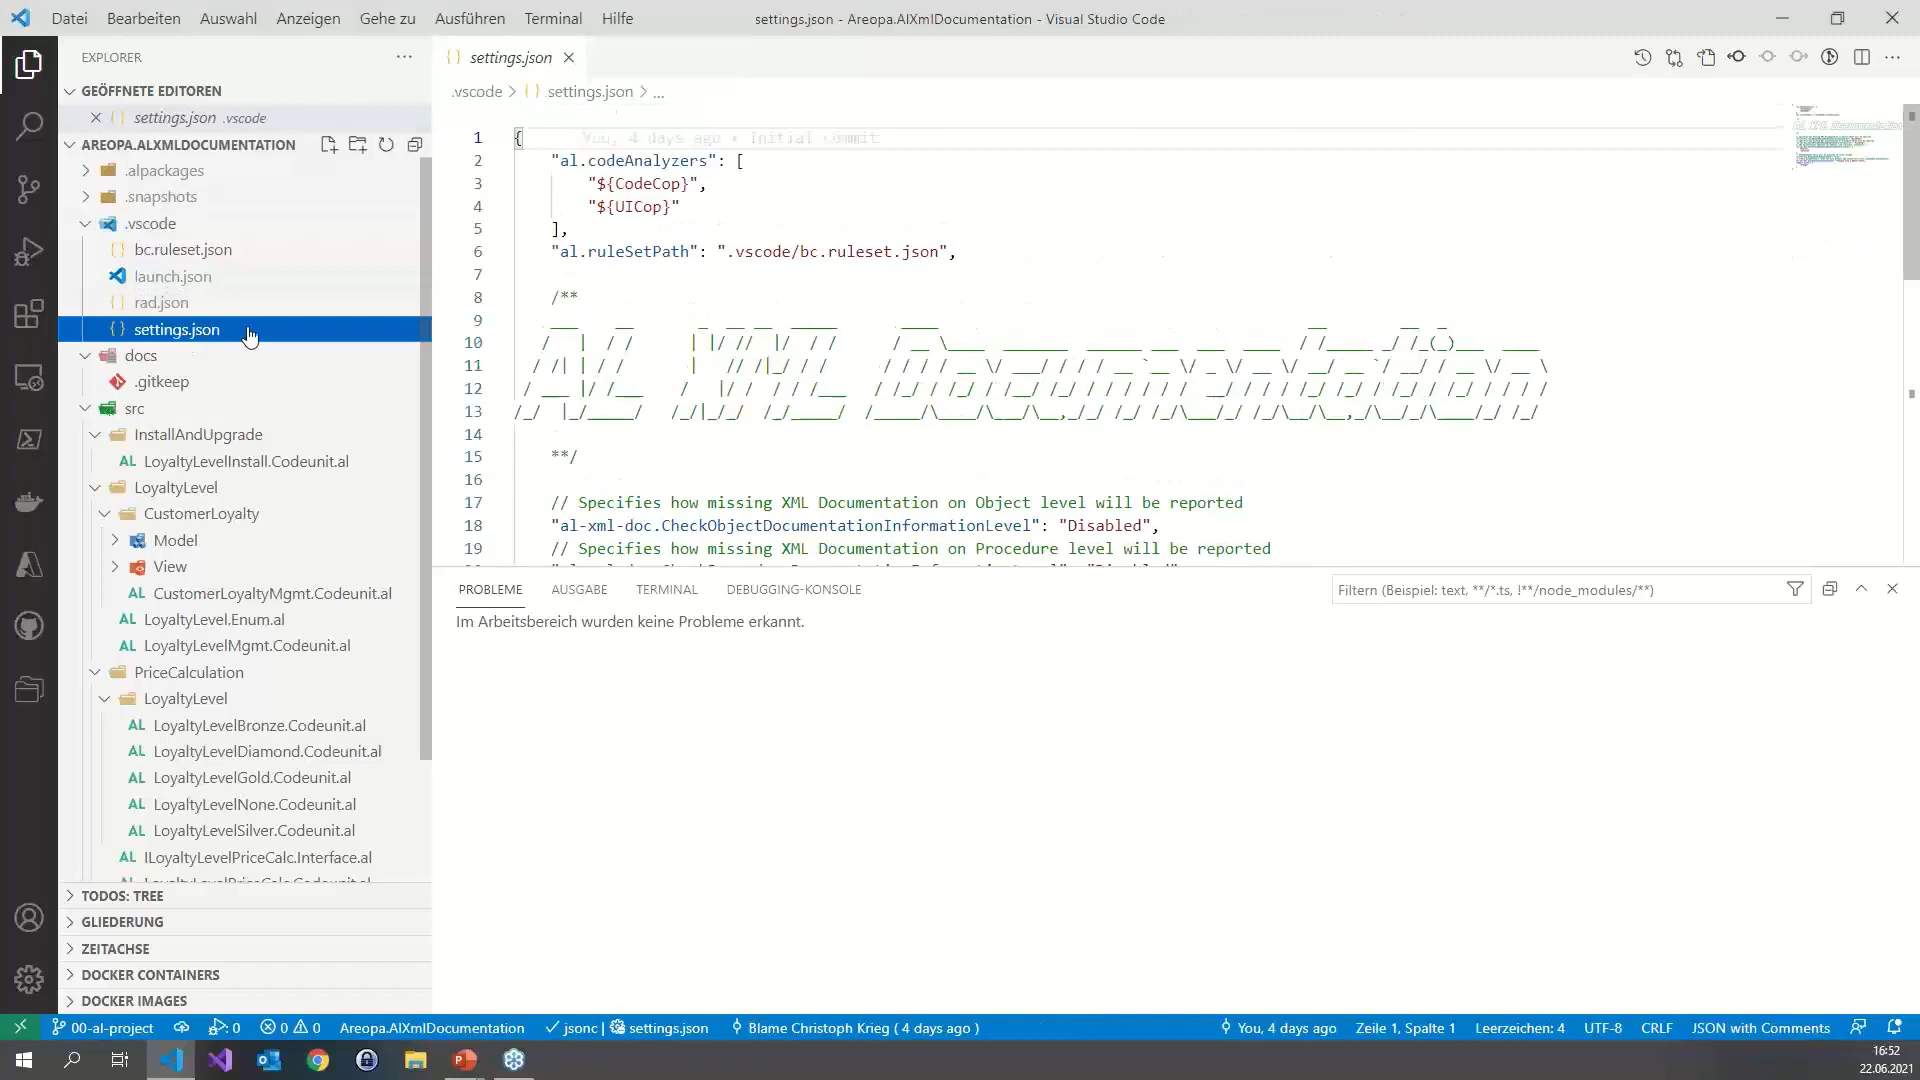 Datei Bearbeiten Auswahl Anzeigen Gehe zu Ausführen Terminal Hilfe
settings.json - Areopa.AlXmlDocumentation - Visual Studio Code
EXPLORER
GEÖFFNETE EDITOREN
settings.json .vscode
AREOPA.ALXMLDOCUMENTATION
.alpackages
.snapshots
.vscode
bc.ruleset.json
launch.json
rad.json
settings.json
docs
.gitkeep
src
InstallAndUpgrade
LoyaltyLevelInstall.Codeunit.al
LoyaltyLevel
CustomerLoyalty
Model
View
CustomerLoyaltyMgmt.Codeunit.al
LoyaltyLevel.Enum.al
LoyaltyLevelMgmt.Codeunit.al
PriceCalculation
LoyaltyLevel
LoyaltyLevelBronze.Codeunit.al
LoyaltyLevelDiamond.Codeunit.al
LoyaltyLevelGold.Codeunit.al
LoyaltyLevelNone.Codeunit.al
LoyaltyLevelSilver.Codeunit.al
ILoyaltyLevelPriceCalc.Interface.al
TODOS: TREE
GLIEDERUNG
ZEITACHSE
DOCKER CONTAINERS
DOCKER IMAGES
settings.json
.vscode > {} settings.json > ...
1 { You, 4 days ago • Initial commit
2 "al.codeAnalyzers": [
3 "${CodeCop}",
4 "${UICop}"
5 ],
6 "al.ruleSetPath": ".vscode/bc.ruleset.json",
7
8 /**
9
10
11
12
13
AL XML Documentation
14
15 **/
16
17 // Specifies how missing XML Documentation on Object level will be reported
18 "al-xml-doc.CheckObjectDocumentationInformationLevel": "Disabled",
19 // Specifies how missing XML Documentation on Procedure level will be reported
PROBLEME AUSGABE TERMINAL DEBUGGING-KONSOLE
Filtern (Beispiel: text, **/*.ts, !**/node_modules/**)
Im Arbeitsbereich wurden keine Probleme erkannt.
00-al-project 0 0 0 Areopa.AlXmlDocumentation jsonc | settings.json Blame Christoph Krieg ( 4 days ago ) You, 4 days ago Zeile 1, Spalte 1 Leerzeichen: 4 UTF-8 CRLF JSON with Comments
16:52
22.06.2021